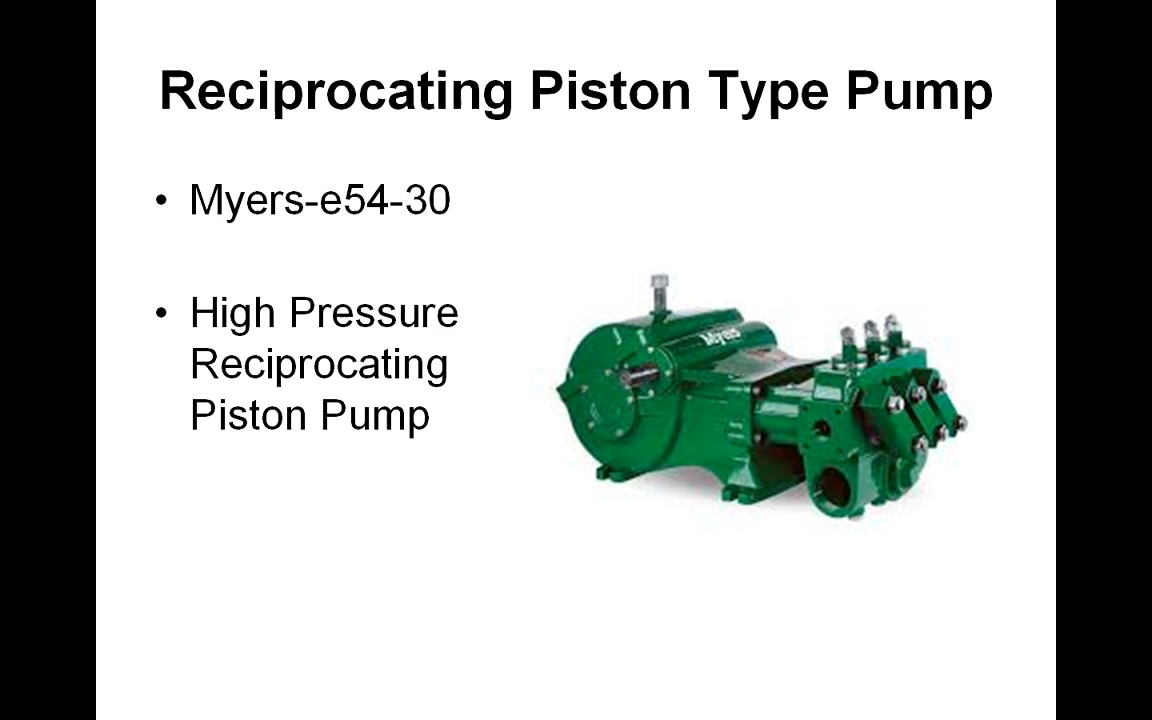 Reciprocating Piston Type Pump
• Myers-e54-30
• High Pressure
Reciprocating
Piston Pump
Myers